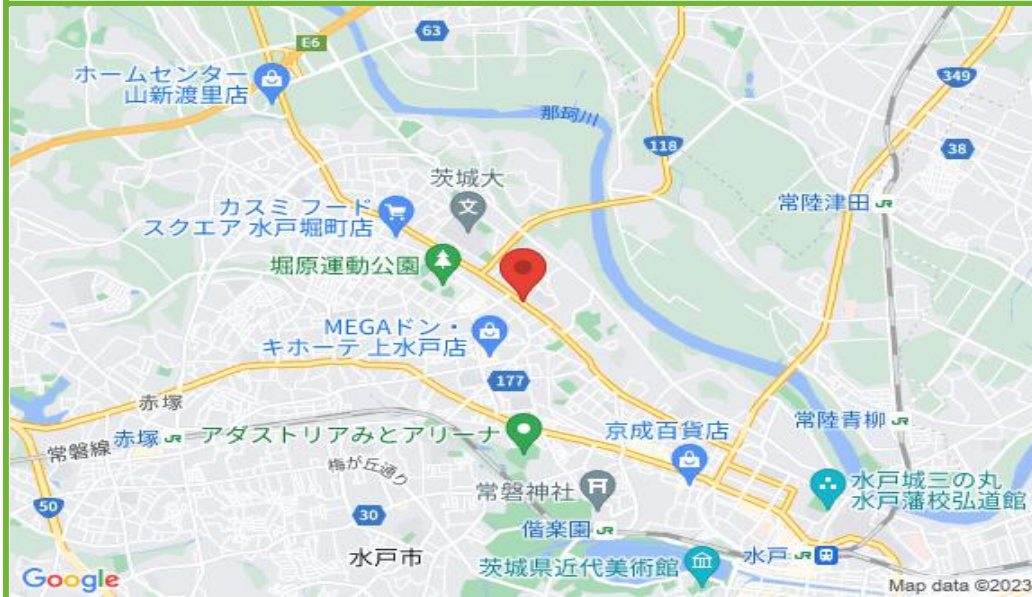 63
E6
ホームセンター
山新渡里店
349
那珂川
118
38
茨城大
文
常陸津田 JR
カスミ フード
スクエア 水戸堀町店
堀原運動公園
MEGAドン・
キホーテ 上水戸店
177
赤塚
常陸青柳 JR
アダストリアみとアリーナ
京成百貨店
常磐線
赤塚 JR
梅が丘通り
水戸城三の丸
水戸藩校弘道館
常磐神社
50
30
偕楽園 JR
水戸市
水戸 JR
茨城県近代美術館
Google
Map data ©2023